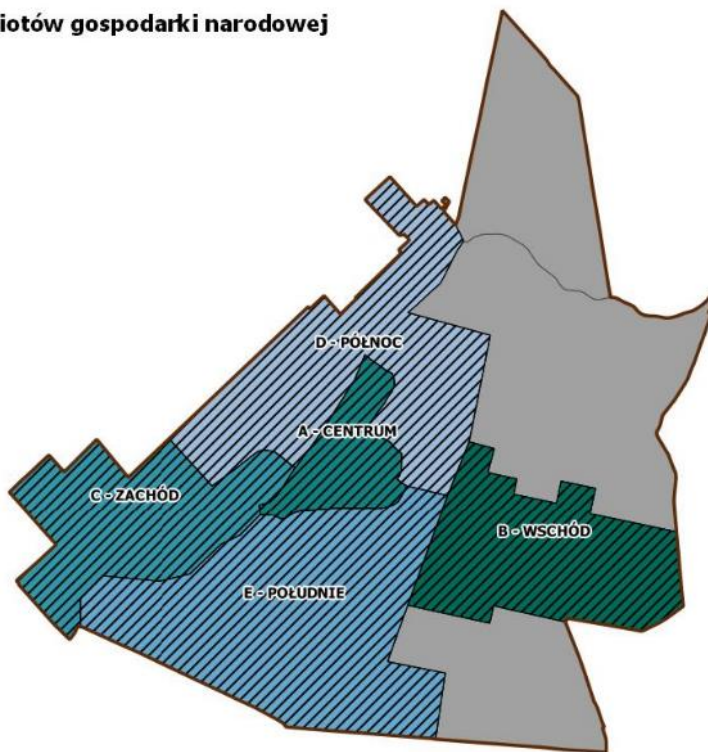 iotów gospodarki narodowej
D - PÓŁNOC
A - CENTRUM
C - ZACHÓD
B - WSCHÓD
E - POŁUDNIE